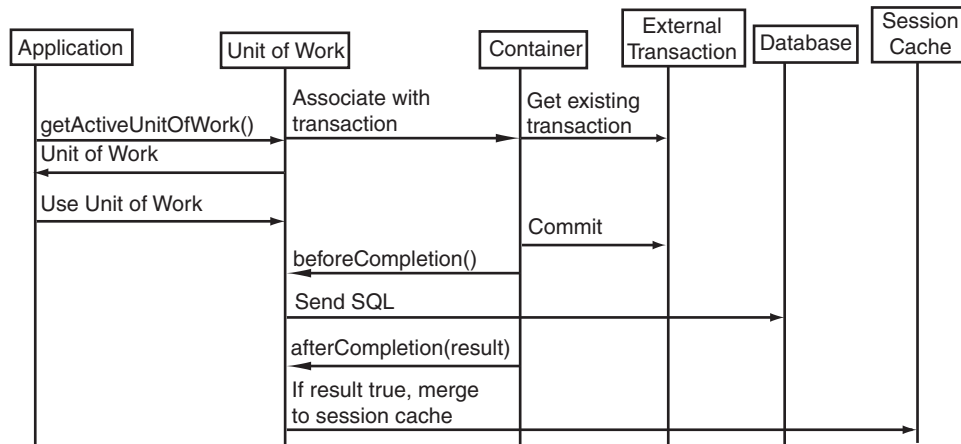 Application
Unit of Work
Container
External
Transaction
Database
Session
Cache
Associate with
transaction
Get existing
transaction
getActiveUnitOfWork()
Unit of Work
Use Unit of Work
Commit
beforeCompletion()
Send SQL
afterCompletion(result)
If result true, merge
to session cache